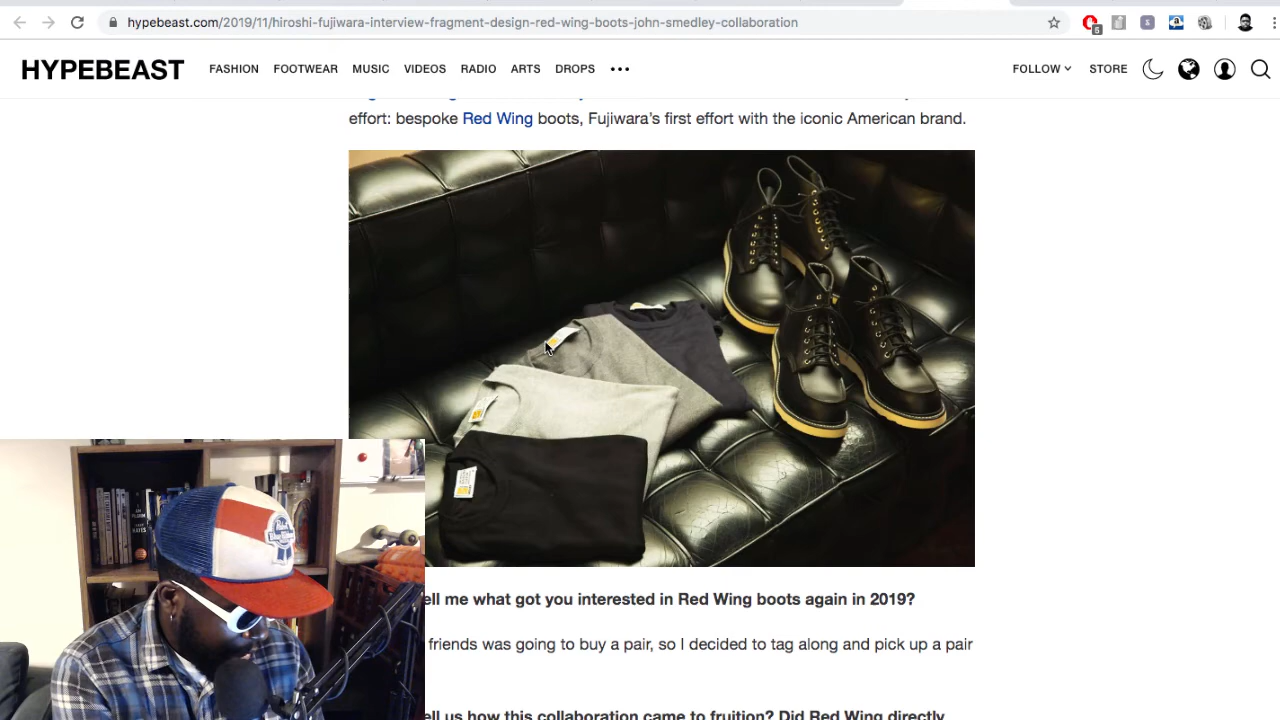 hypebeast.com/2019/11/hiroshi-fujiwara-interview-fragment-design-red-wing-boots-john-smedley-collaboration
5
HYPEBEAST FASHION FOOTWEAR MUSIC VIDEOS RADIO ARTS DROPS ••• FOLLOW STORE
effort: bespoke Red Wing boots, Fujiwara's first effort with the iconic American brand.
ell me what got you interested in Red Wing boots again in 2019?
friends was going to buy a pair, so I decided to tag along and pick up a pair
ell us how this collaboration came to fruition? Did Red Wing directly